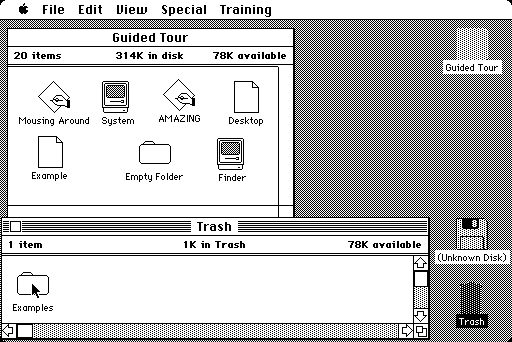 File Edit View Special Training
Guided Tour
20 items 314K in disk 78K available
Mousing Around System AMAZING Desktop
Example Empty Folder Finder
Guided Tour
Trash
1 item 1K in Trash 78K available
Examples
(Unknown Disk)
Trash